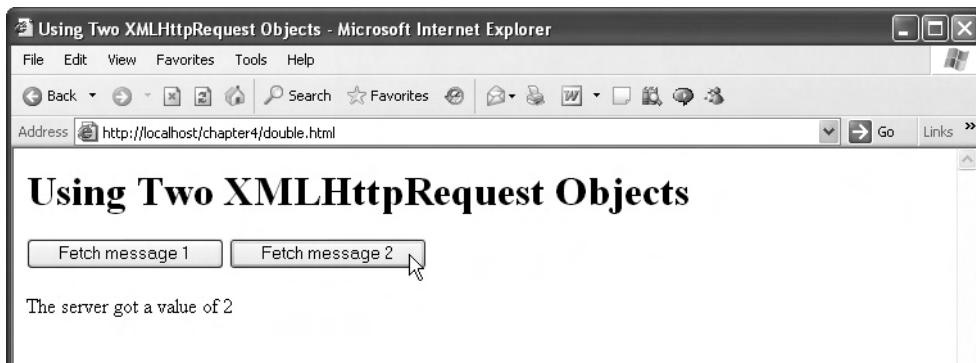 Using Two XMLHttpRequest Objects - Microsoft Internet Explorer
File Edit View Favorites Tools Help
Back Search Favorites
Address http://localhost/chapter4/double.html Go Links »
Using Two XMLHttpRequest Objects
Fetch message 1 Fetch message 2
The server got a value of 2